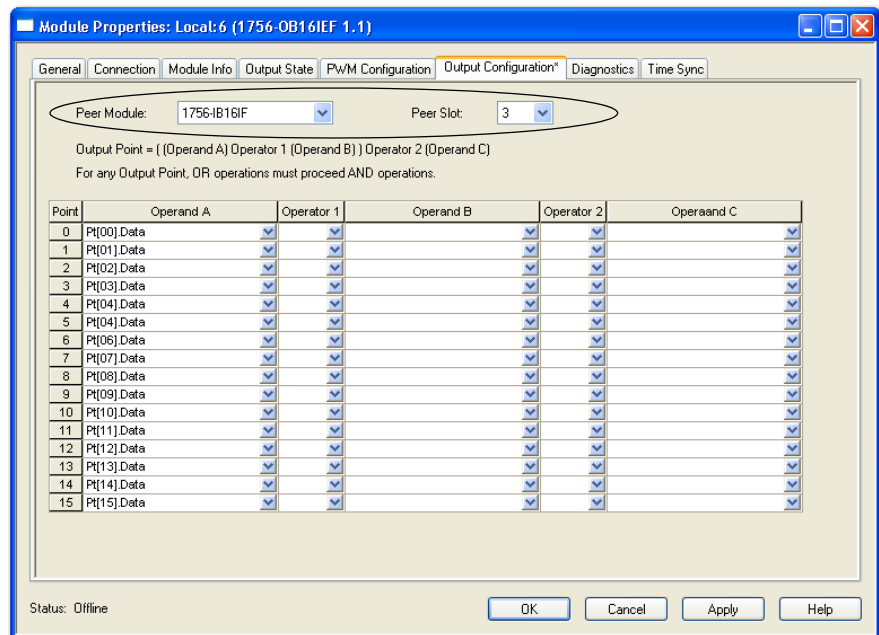 Module Properties: Local:6 (1756-OB16IEF 1.1)
General Connection Module Info Output State PWM Configuration Output Configuration* Diagnostics Time Sync
Peer Module: 1756-IB16IF Peer Slot: 3
Output Point = ( (Operand A) Operator 1 (Operand B) ) Operator 2 (Operand C)
For any Output Point, OR operations must proceed AND operations.
Point Operand A Operator 1 Operand B Operator 2 Operaand C
0 Pt[00].Data
1 Pt[01].Data
2 Pt[02].Data
3 Pt[03].Data
4 Pt[04].Data
5 Pt[04].Data
6 Pt[06].Data
7 Pt[07].Data
8 Pt[08].Data
9 Pt[09].Data
10 Pt[10].Data
11 Pt[11].Data
12 Pt[12].Data
13 Pt[13].Data
14 Pt[14].Data
15 Pt[15].Data
Status: Offline OK Cancel Apply Help